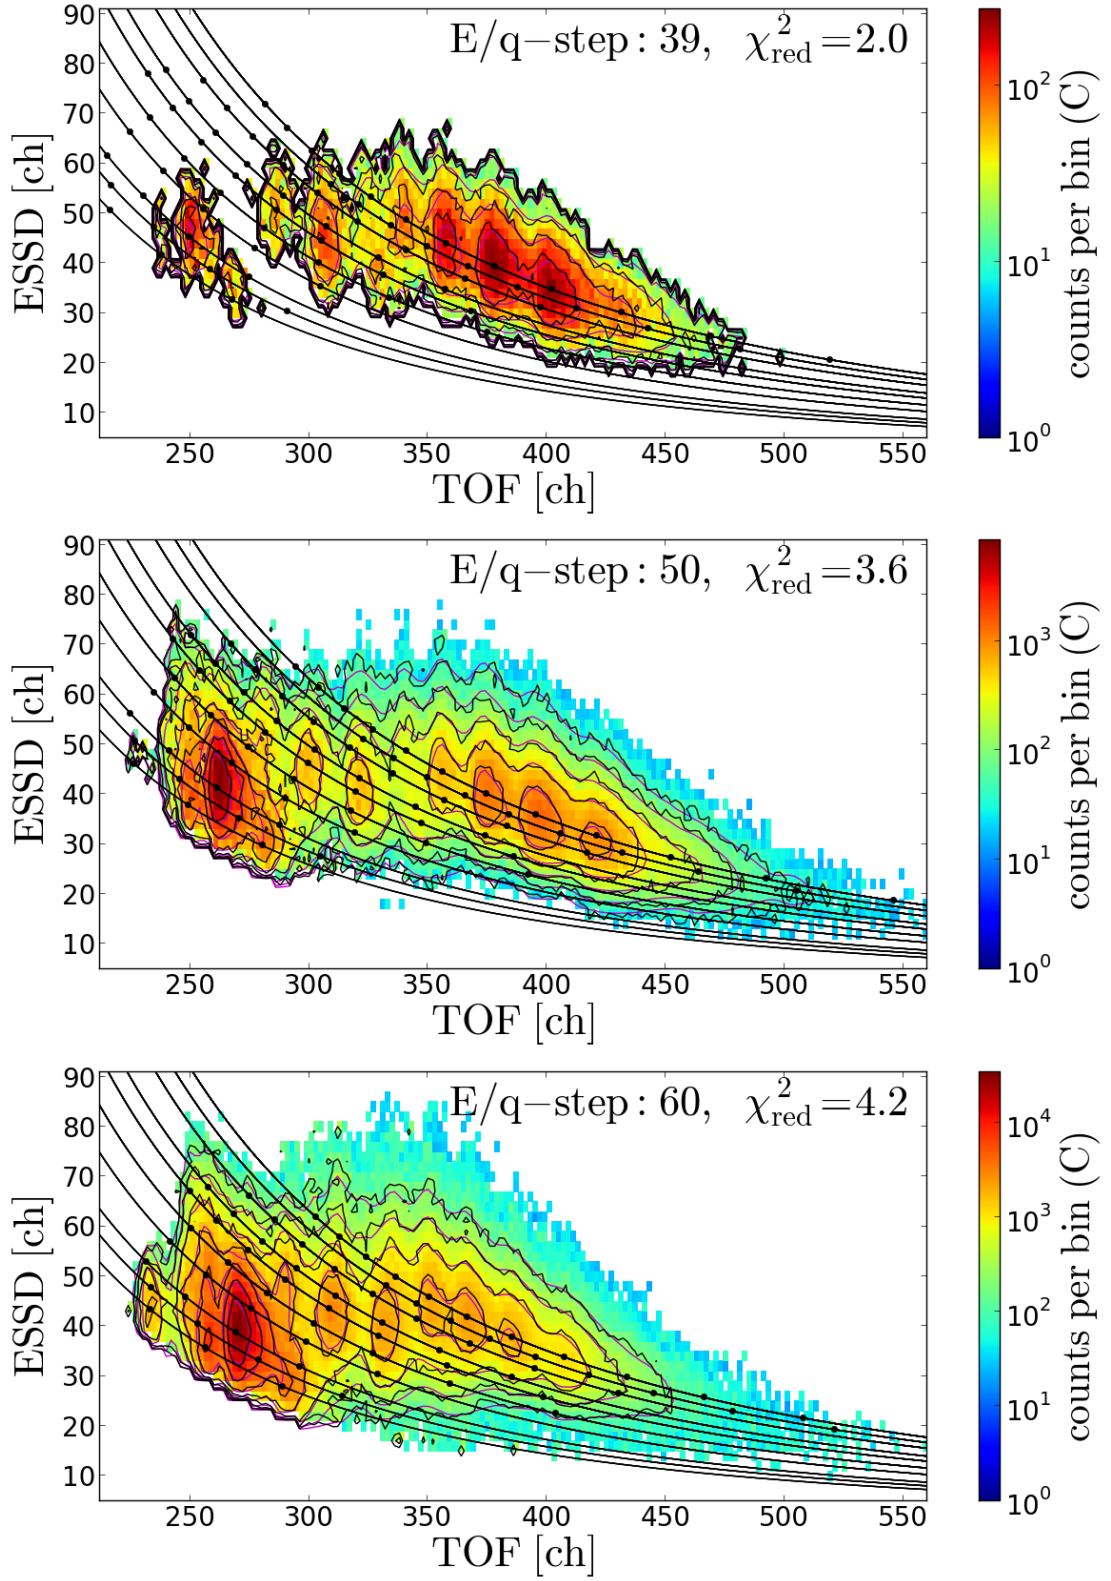 E/q−step: 39, χ²red=2.0
91
80
70
60
50
40
30
20
10
ESSD [ch]
250 300 350 400 450 500 550
TOF [ch]
10²
10¹
10⁰
counts per bin (C)
E/q−step: 50, χ²red=3.6
90
80
70
60
50
40
30
20
10
ESSD [ch]
250 300 350 400 450 500 550
TOF [ch]
10³
10²
10¹
10⁰
counts per bin (C)
E/q−step: 60, χ²red=4.2
90
80
70
60
50
40
30
20
10
ESSD [ch]
250 300 350 400 450 500 550
TOF [ch]
10⁴
10³
10²
10¹
10⁰
counts per bin (C)